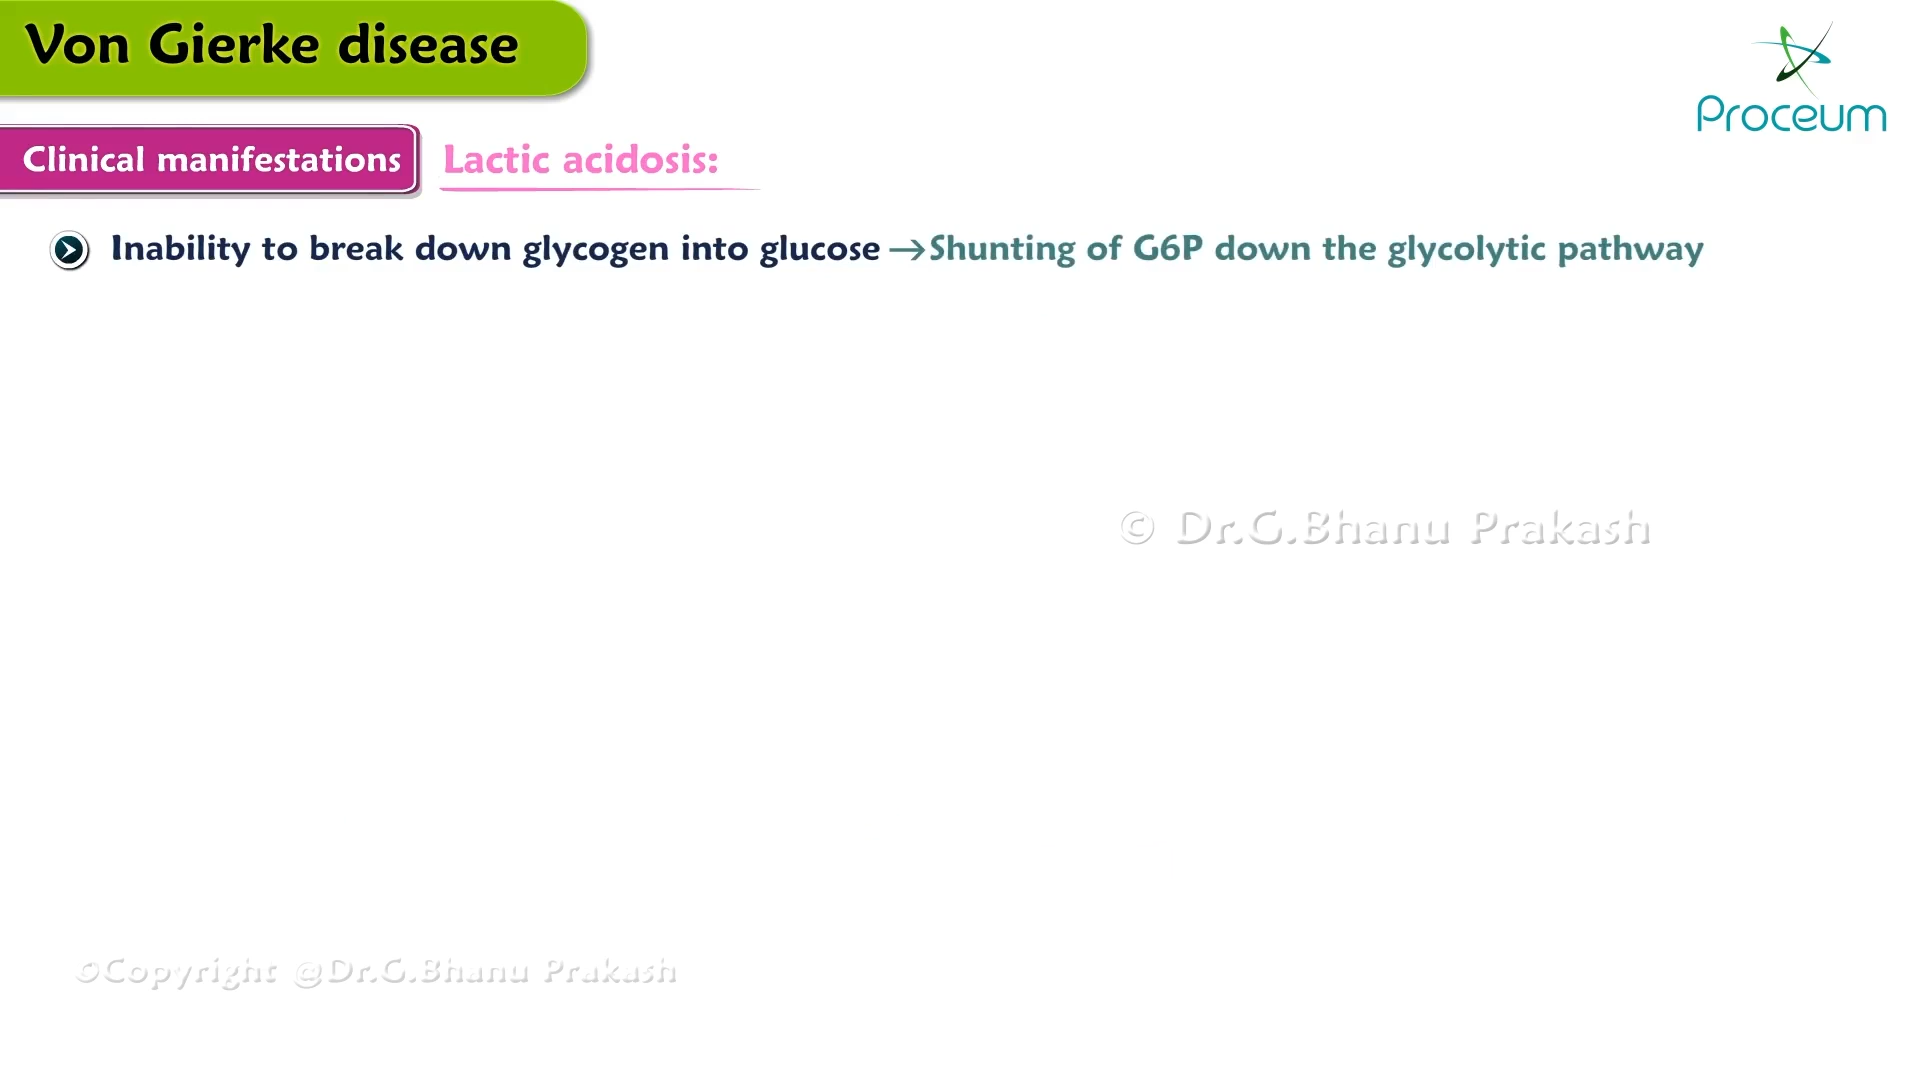 Von Gierke disease
Proceum
Clinical manifestations Lactic acidosis:
Inability to break down glycogen into glucose →Shunting of G6P down the glycolytic pathway
© Dr.G.Bhanu Prakash
©Copyright @Dr.G.Bhanu Prakash